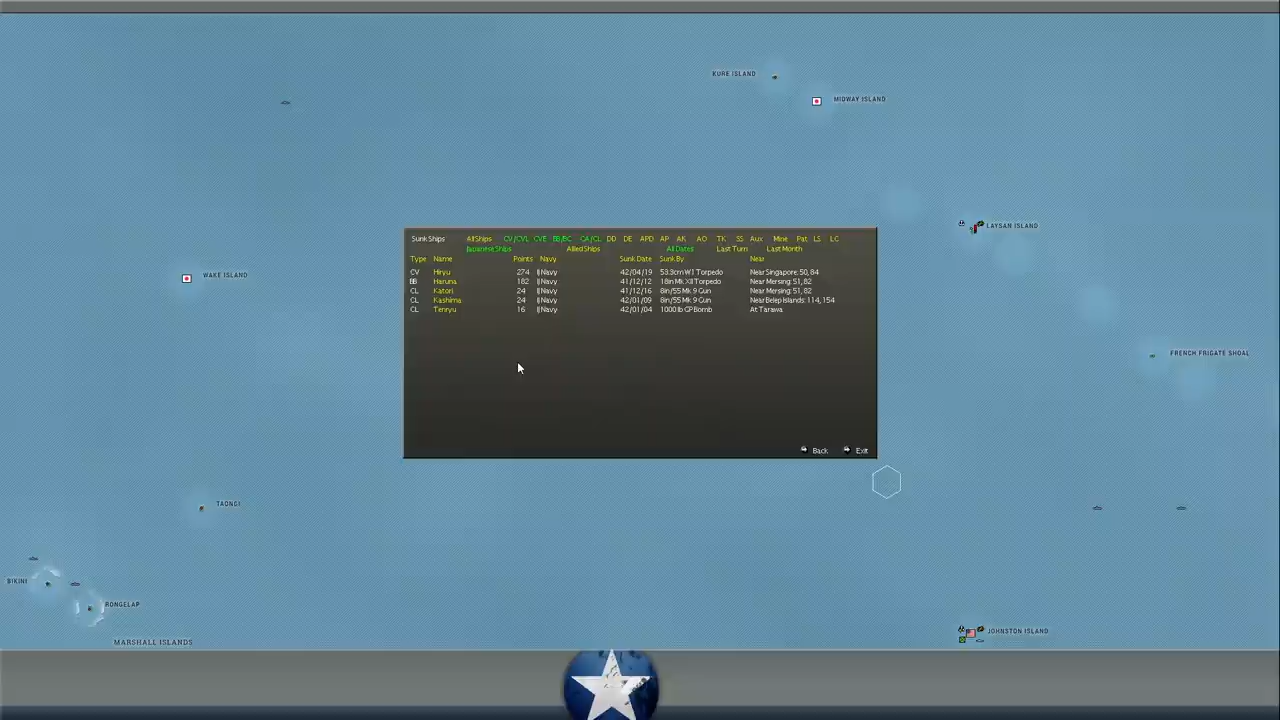 KURE ISLAND
MIDWAY ISLAND
LAYSAN ISLAND
WAKE ISLAND
Sunk Ships All Ships CV/CVL CVE BB/BC CA/CL DD DE APD AP AK AO TK SS Aux Mine Pat LS LC
Japanese Ships Allied Ships All Dates Last Turn Last Month
Type Name Points Navy Sunk Date Sunk By Near
CV Hiryu 274 IJ Navy 42/04/19 53.3cm W1 Torpedo Near Singapore: 50, 84
BB Haruna 182 IJ Navy 41/12/12 18in Mk XII Torpedo Near Mersing: 51, 82
CL Katori 24 IJ Navy 41/12/16 8in/55 Mk 9 Gun Near Mersing: 51, 82
CL Kashima 24 IJ Navy 42/01/09 8in/55 Mk 9 Gun Near Belep Islands: 114, 154
CL Tenryu 16 IJ Navy 42/01/04 1000 lb GP Bomb At Tarawa
FRENCH FRIGATE SHOAL
Back Exit
TAONGI
BIKINI
RONGELAP
JOHNSTON ISLAND
MARSHALL ISLANDS